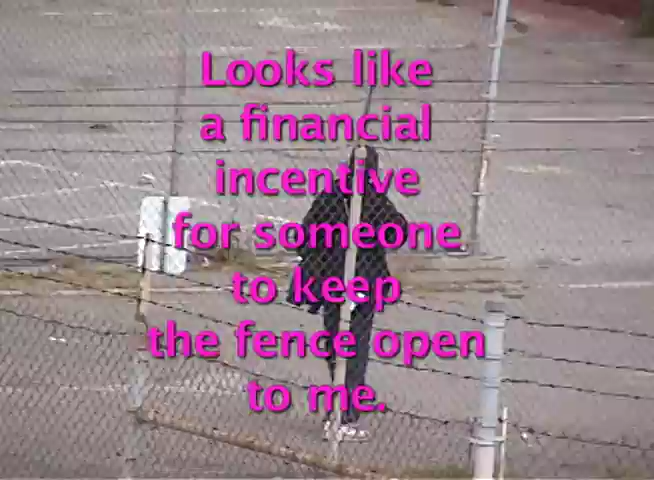 Looks like
a financial
incentive
for someone
to keep
the fence open
to me.